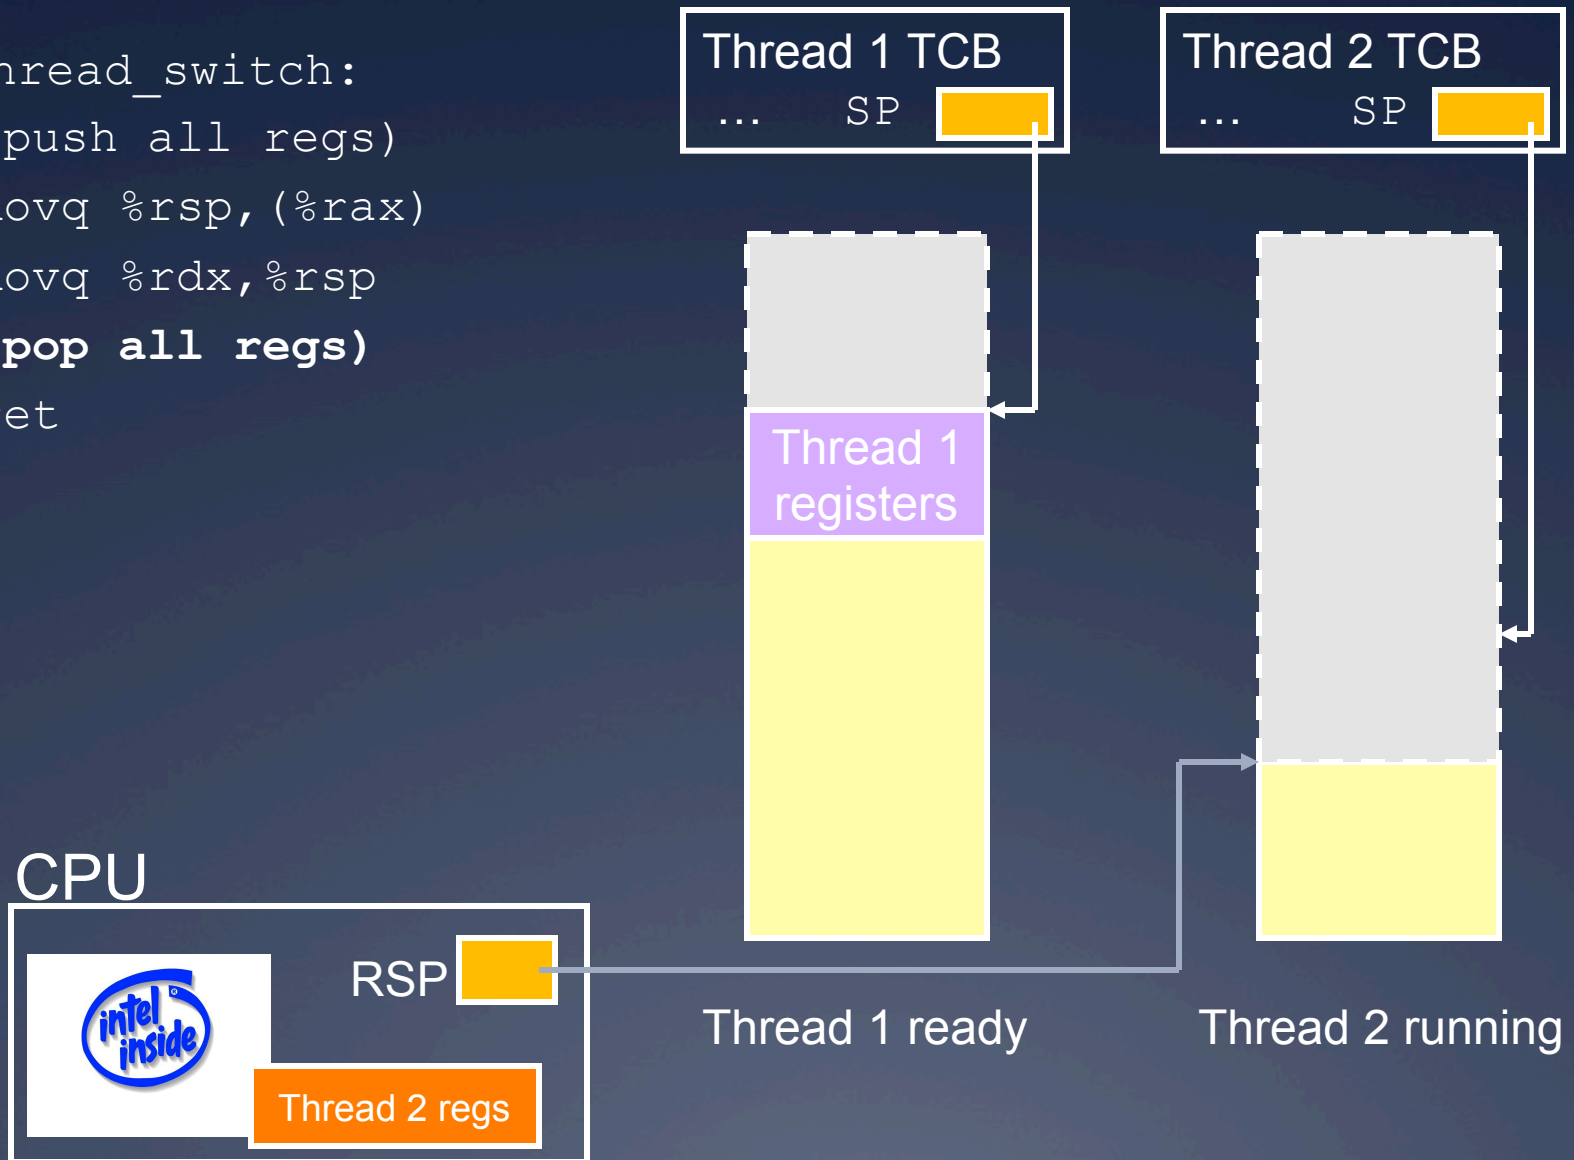 hread_switch:
push all regs)
ovq %rsp,(%rax)
ovq %rdx,%rsp
pop all regs)
et
Thread 1 TCB
... SP
Thread 2 TCB
... SP
Thread 1
registers
CPU
RSP
intel
inside
®
Thread 2 regs
Thread 1 ready
Thread 2 running